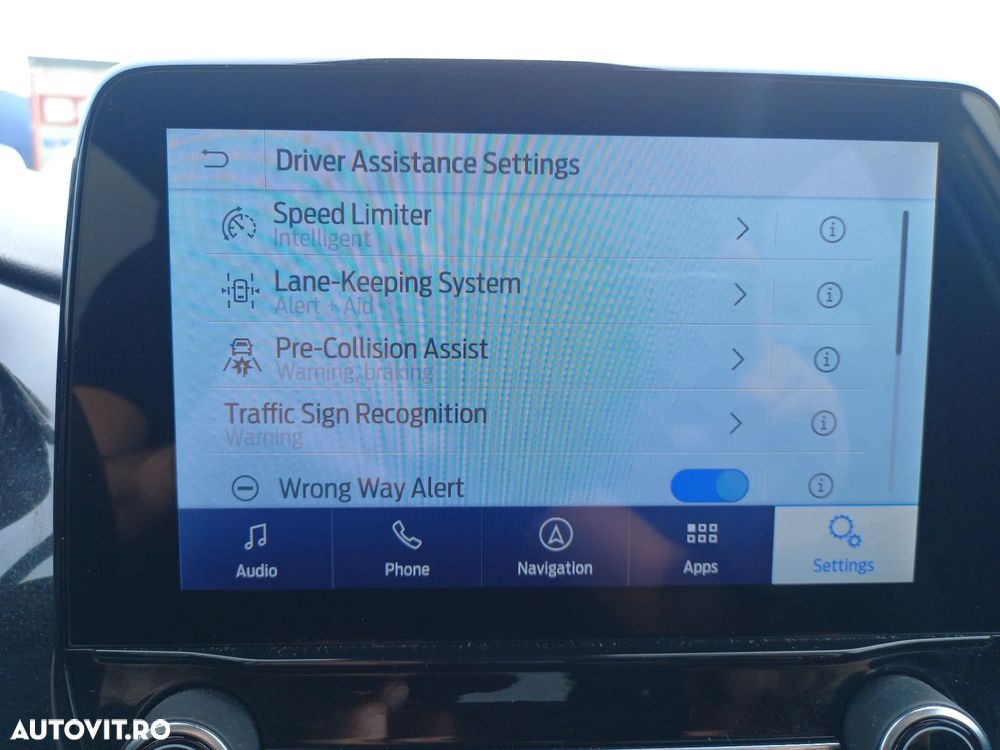 Driver Assistance Settings
Speed Limiter
Intelligent
Lane-Keeping System
Alert + Aid
Pre-Collision Assist
Warning, braking
Traffic Sign Recognition
Warning
Wrong Way Alert
Audio
Phone
Navigation
Apps
Settings
AUTOVIT.RO